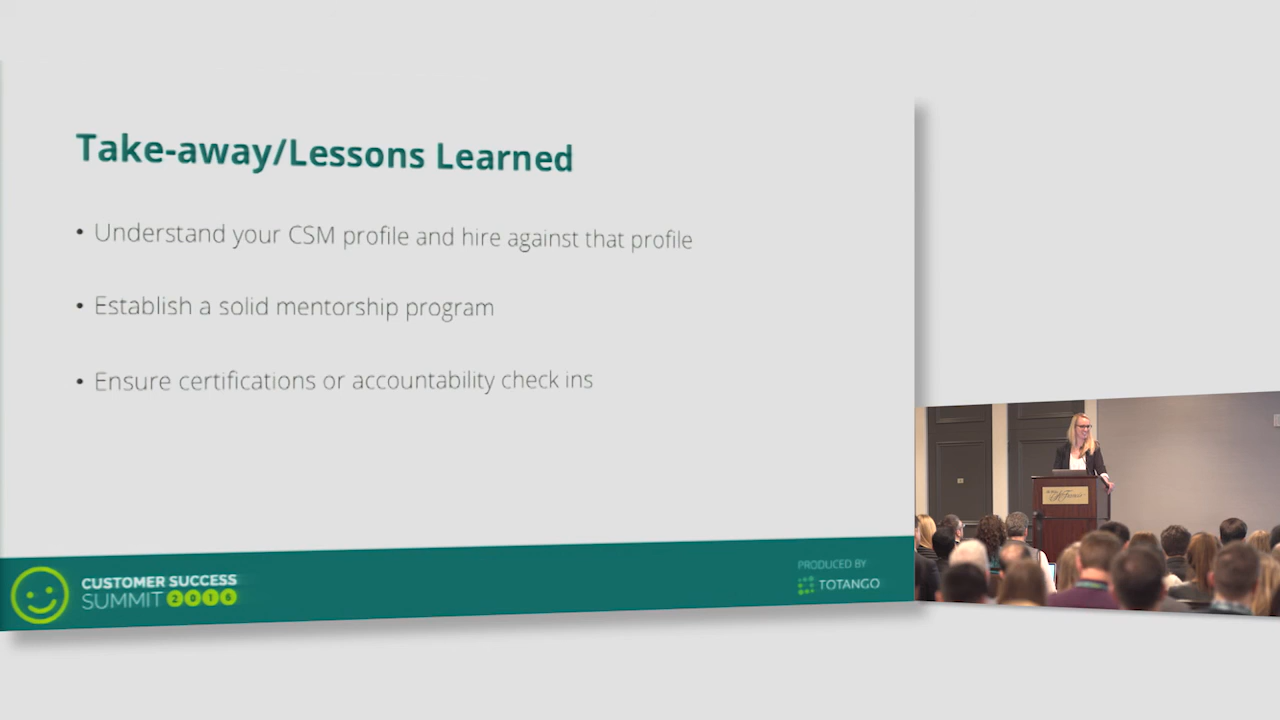 Take-away/Lessons Learned
• Understand your CSM profile and hire against that profile
• Establish a solid mentorship program
• Ensure certifications or accountability check ins
CUSTOMER SUCCESS
SUMMIT 2016
PRODUCED BY
TOTANGO